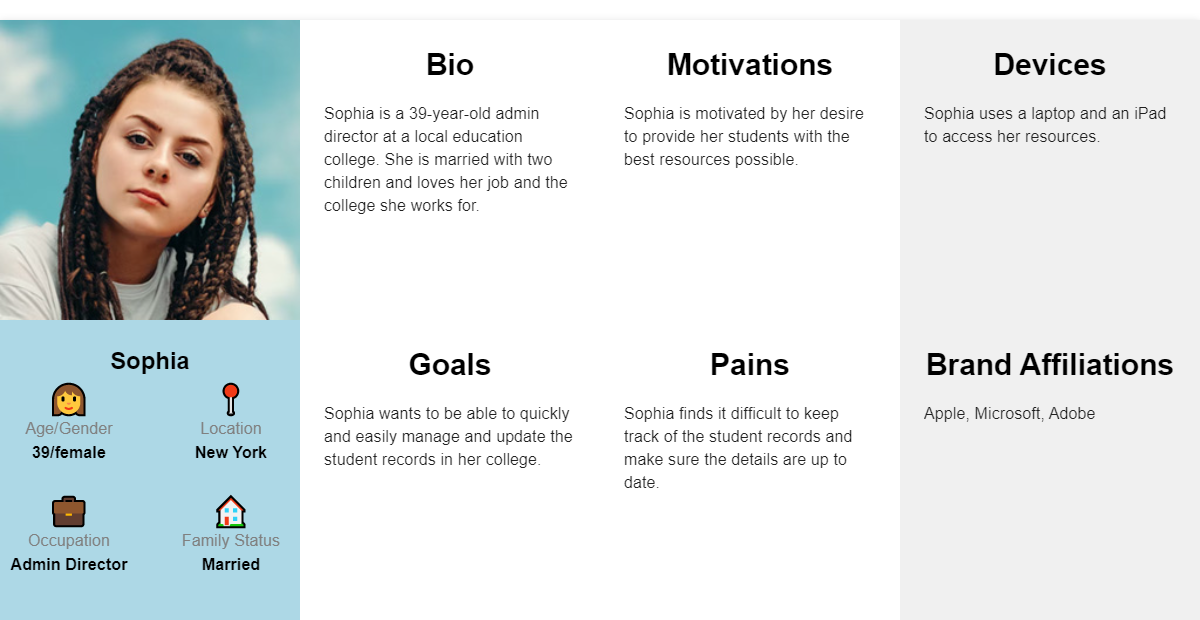 Bio
Sophia is a 39-year-old admin
director at a local education
college. She is married with two
children and loves her job and the
college she works for.
Motivations
Sophia is motivated by her desire
to provide her students with the
best resources possible.
Devices
Sophia uses a laptop and an iPad
to access her resources.
Sophia
Age/Gender
39/female
Location
New York
Occupation
Admin Director
Family Status
Married
Goals
Sophia wants to be able to quickly
and easily manage and update the
student records in her college.
Pains
Sophia finds it difficult to keep
track of the student records and
make sure the details are up to
date.
Brand Affiliations
Apple, Microsoft, Adobe